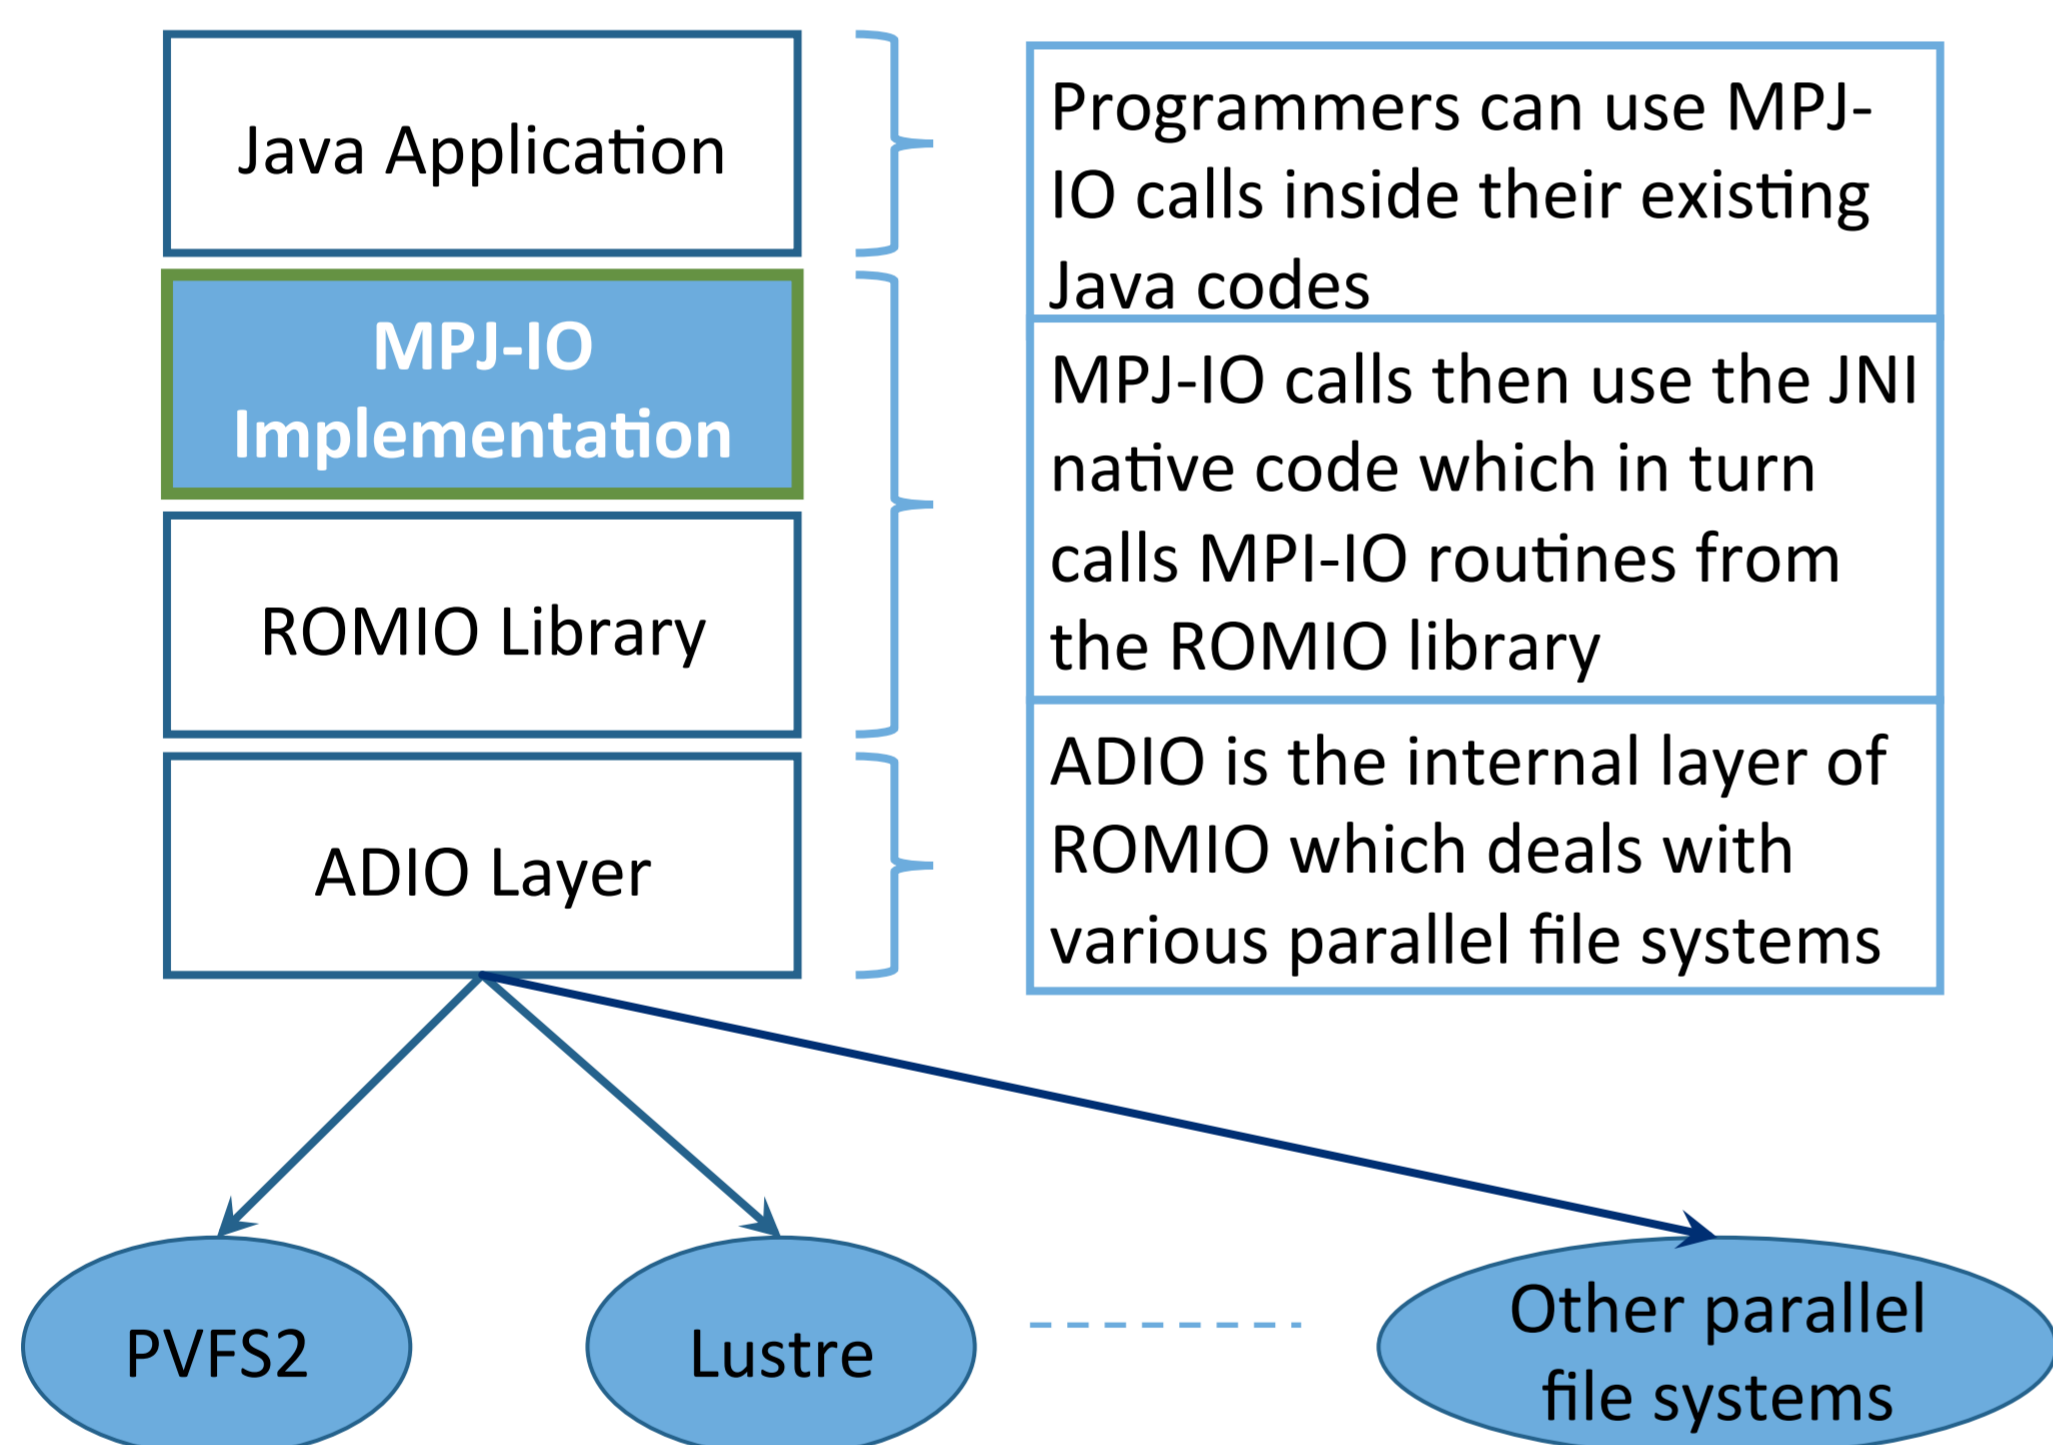 Java Application
MPJ-IO
Implementation
ROMIO Library
ADIO Layer
Programmers can use MPJ-
IO calls inside their existing
Java codes
MPJ-IO calls then use the JNI
native code which in turn
calls MPI-IO routines from
the ROMIO library
ADIO is the internal layer of
ROMIO which deals with
various parallel file systems
PVFS2
Lustre
Other parallel
file systems